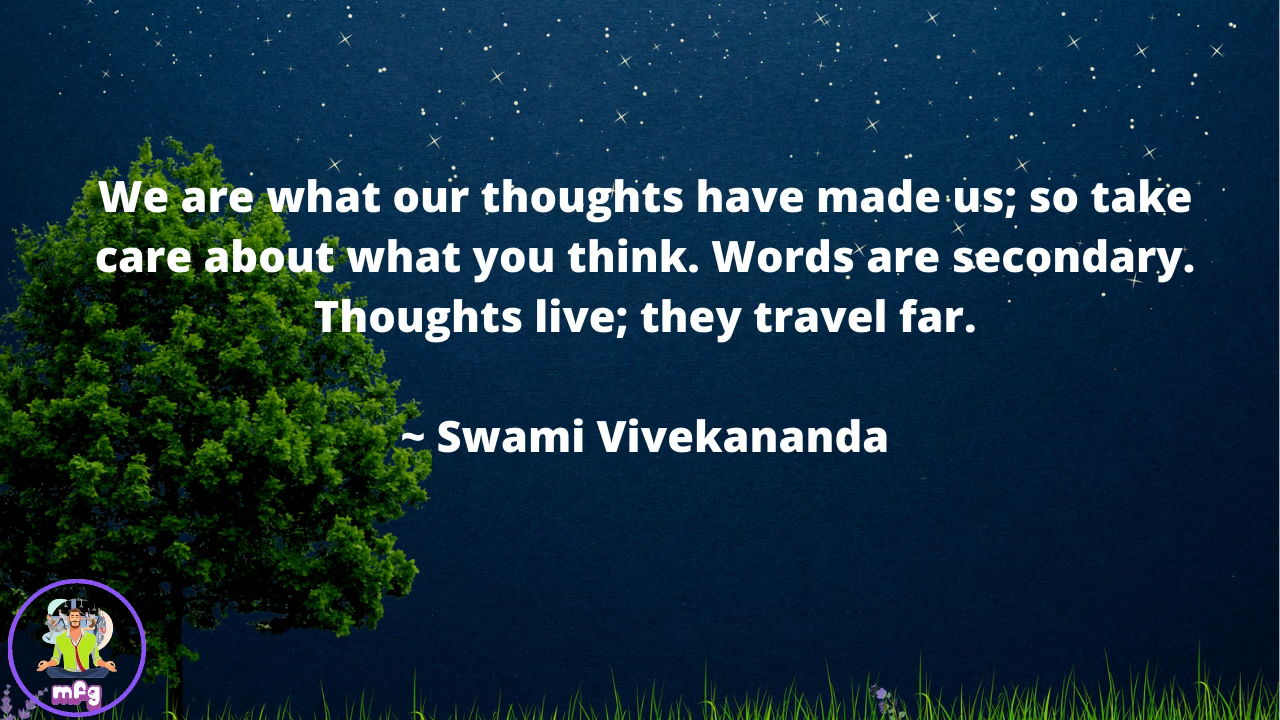 We are what our thoughts have made us; so take
care about what you think. Words are secondary.
Thoughts live; they travel far.
~ Swami Vivekananda
mfg